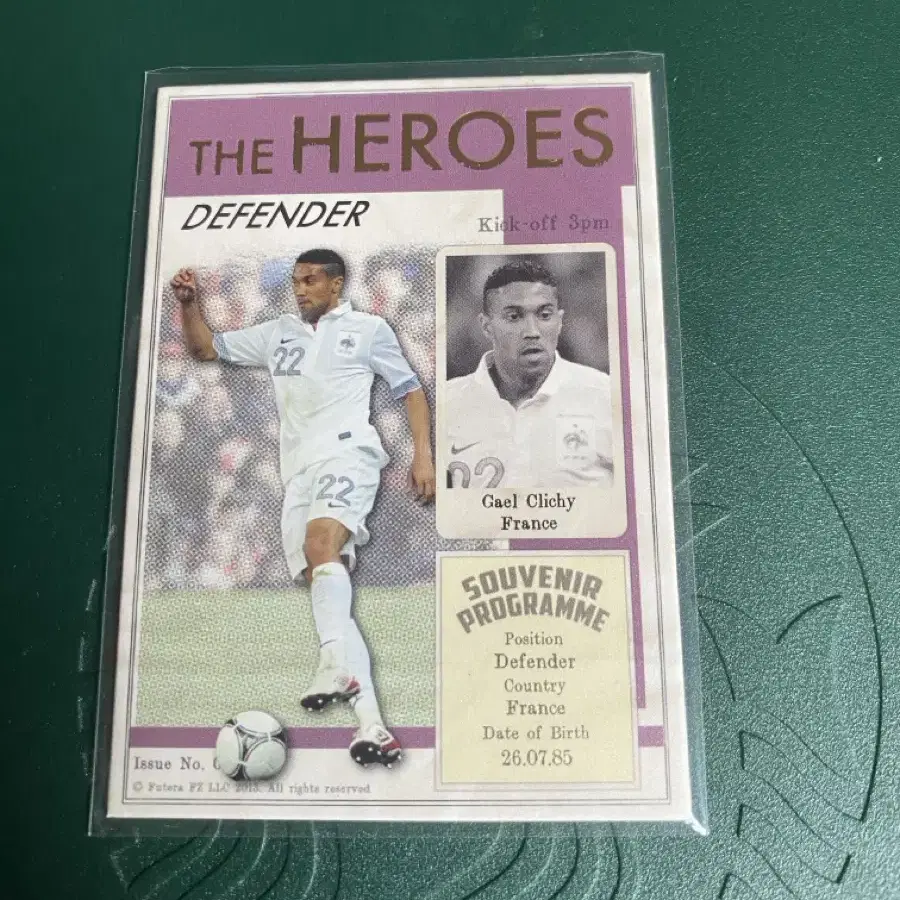 THE HEROES
DEFENDER
Kick-off 3pm
22
22
22
Gael Clichy
France
SOUVENIR
PROGRAMME
Position
Defender
Country
France
Date of Birth
26.07.85
Issue No.
© Futera FZ LLC 2013. All rights reserved